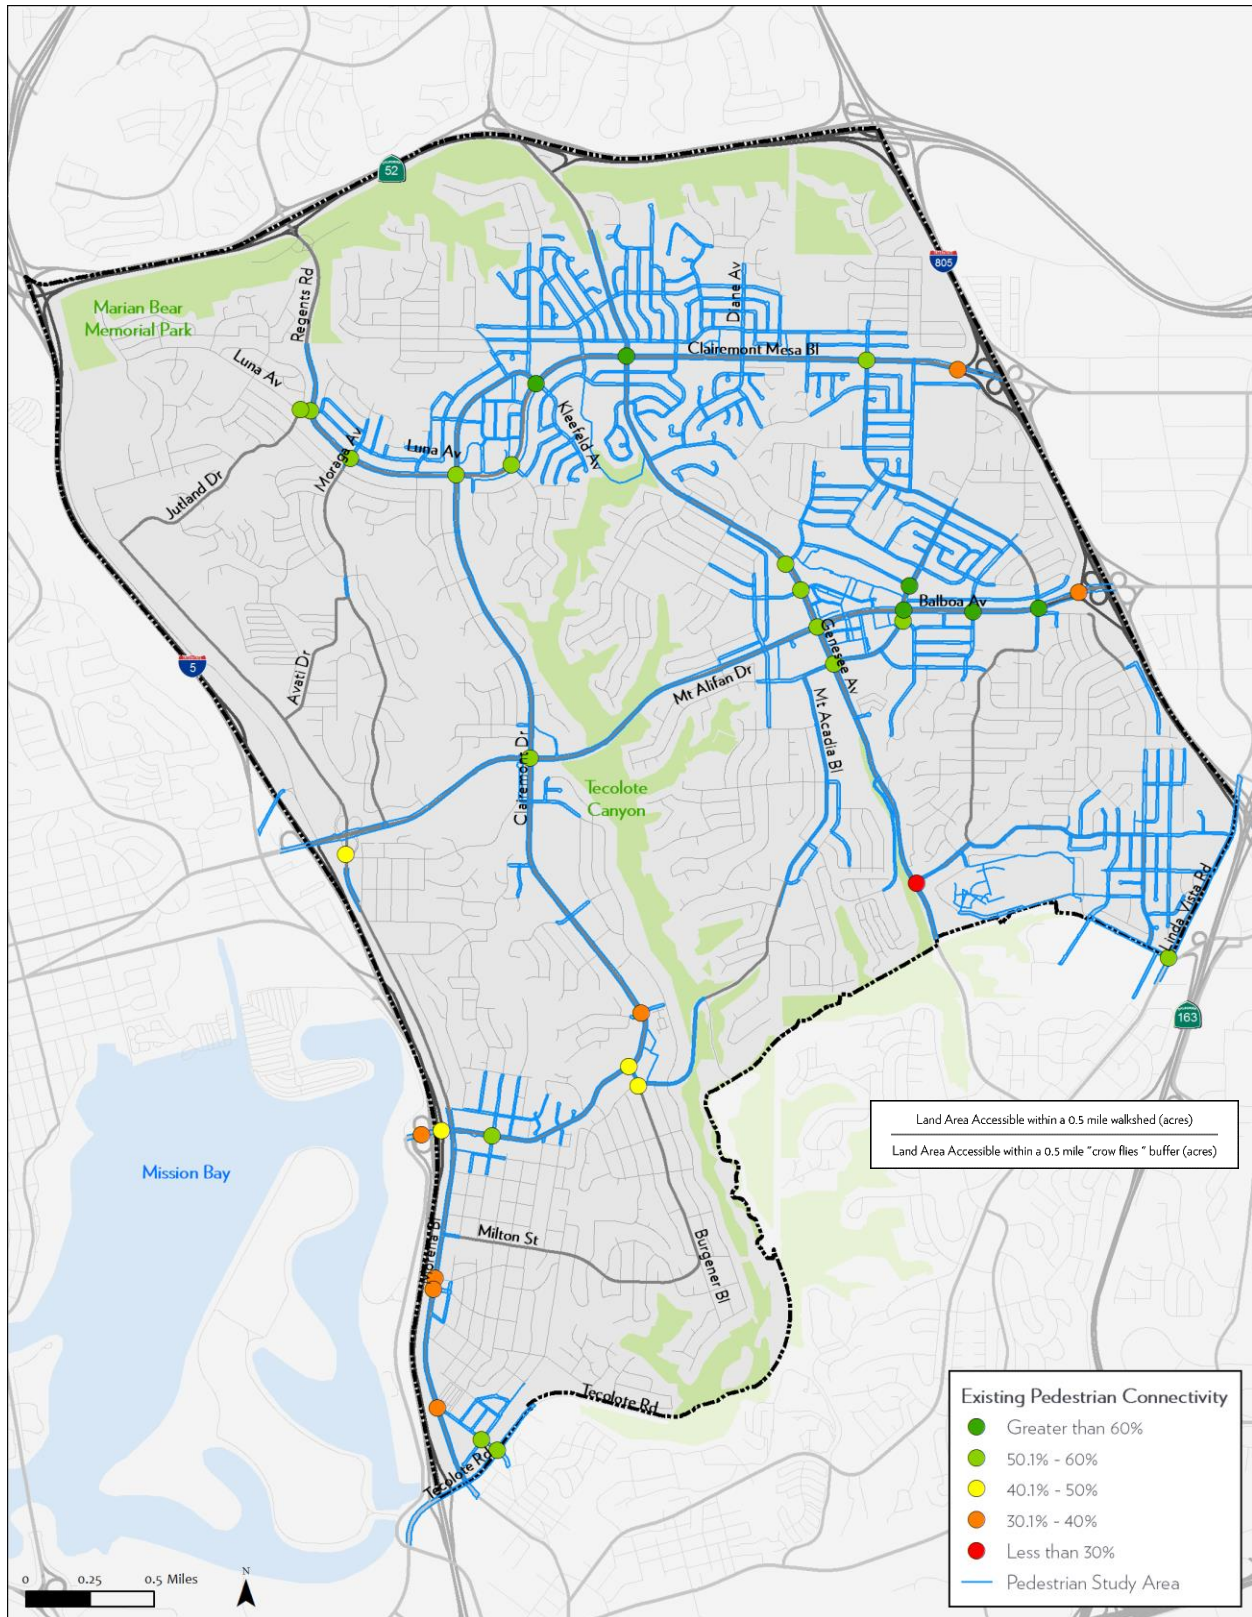 52
805
Marian Bear
Memorial Park
Regents Rd
Luna Av
Diane Av
Clairemont Mesa Bl
Kleefeld Av
Luna Av
Moraga Av
Jutland Dr
Balboa Av
Genesee Av
5
Avati Dr
Mt Alifan Dr
Mt Acadia Bl
Clairemont Dr
Tecolote
Canyon
Linda Vista Rd
163
Land Area Accessible within a 0.5 mile walkshed (acres)
Land Area Accessible within a 0.5 mile "crow flies " buffer (acres)
Mission Bay
Morena Bl
Milton St
Burgener Bl
Tecolote Rd
Tecolote Rd
Existing Pedestrian Connectivity
Greater than 60%
50.1% - 60%
40.1% - 50%
30.1% - 40%
Less than 30%
Pedestrian Study Area
0 0.25 0.5 Miles
N